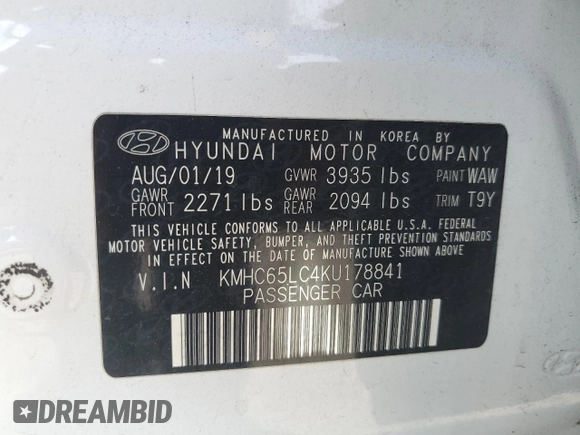 MANUFACTURED IN KOREA BY
HYUNDAI MOTOR COMPANY
AUG/01/19 GVWR 3935 lbs PAINT WAW
GAWR FRONT 2271 lbs GAWR REAR 2094 lbs TRIM T9Y
THIS VEHICLE CONFORMS TO ALL APPLICABLE U.S.A. FEDERAL
MOTOR VEHICLE SAFETY, BUMPER, AND THEFT PREVENTION STANDARDS
IN EFFECT ON THE DATE OF MANUFACTURE SHOWN ABOVE
V.I.N KMHC65LC4KU178841
PASSENGER CAR
DREAMBID